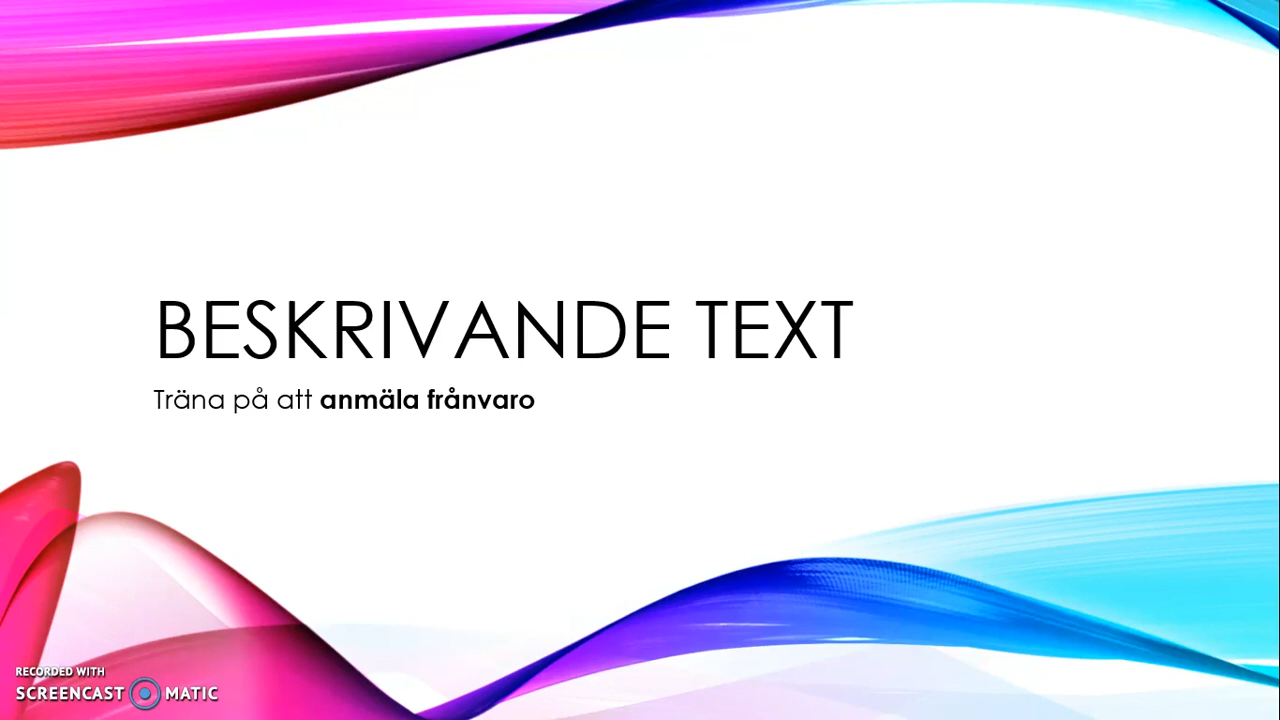 BESKRIVANDE TEXT
Träna på att anmäla frånvaro
RECORDED WITH
SCREENCAST MATIC